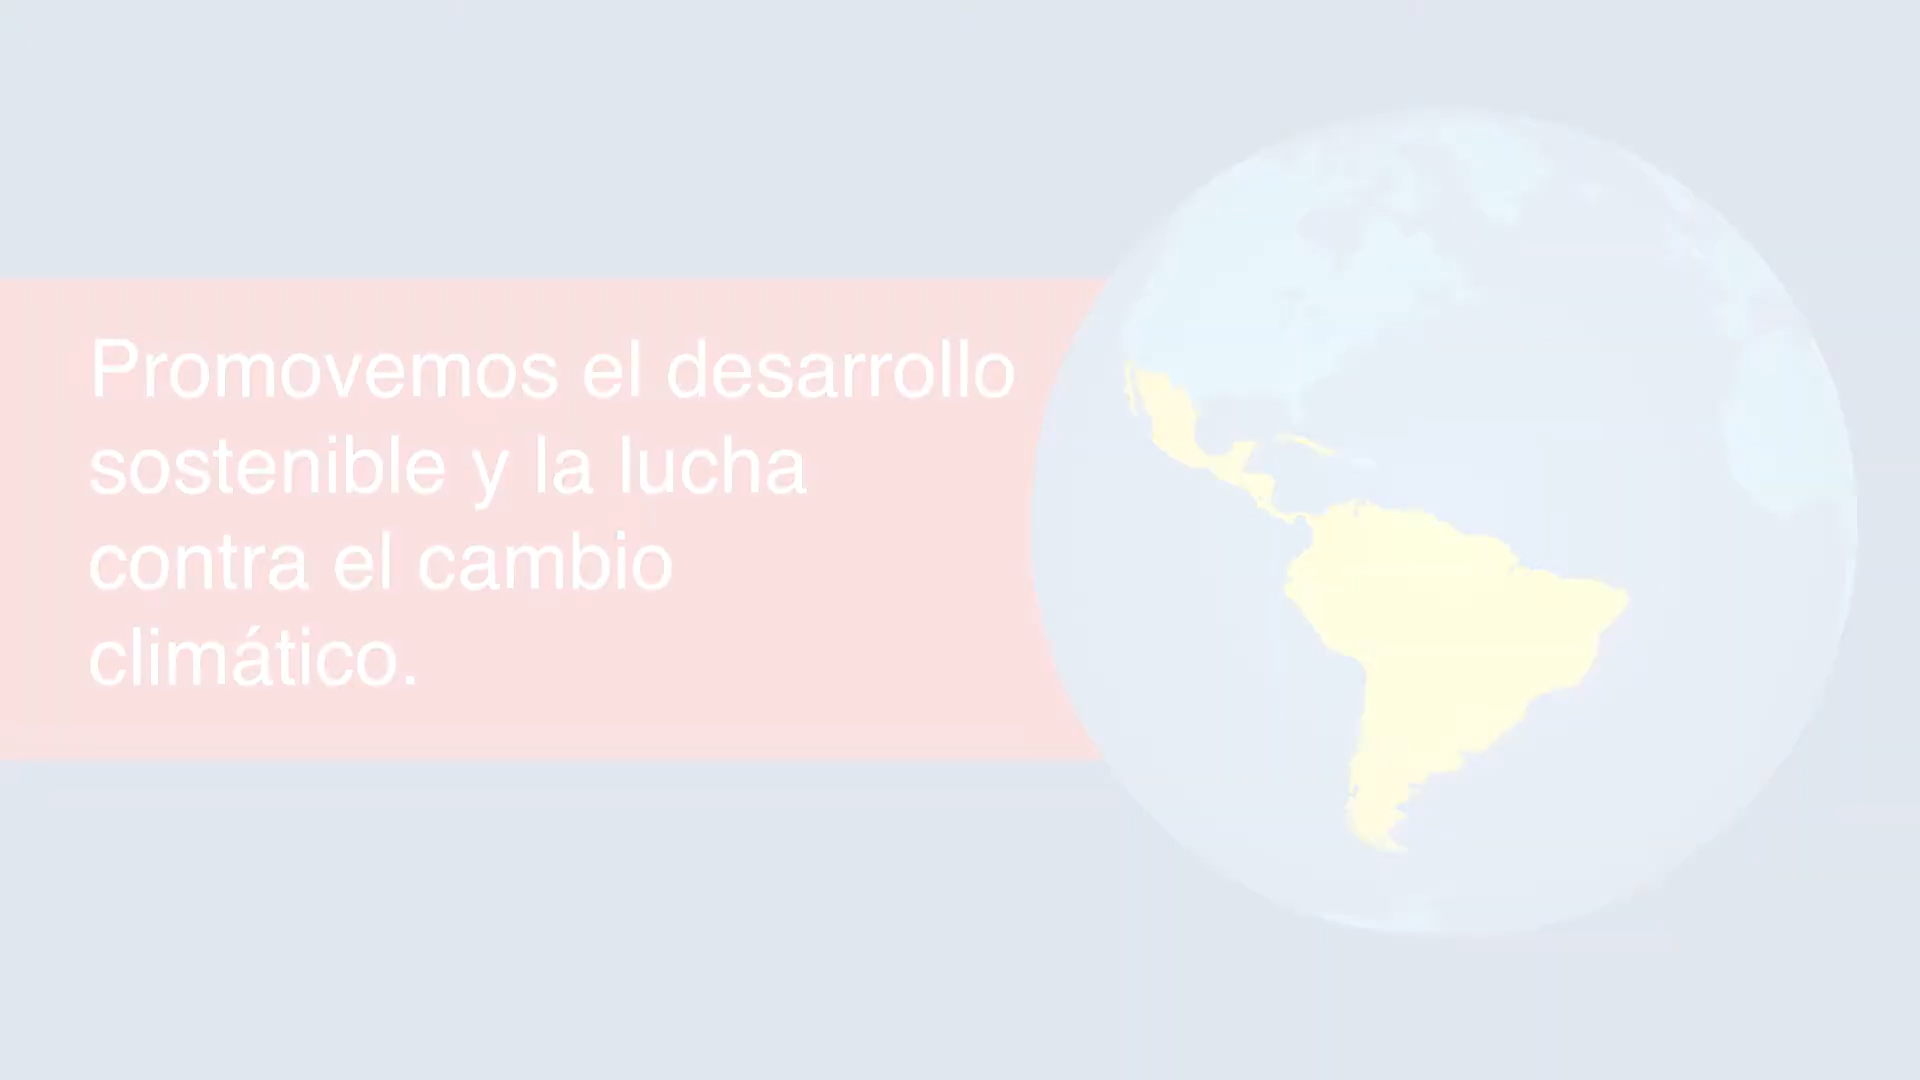 Promovemos el desarrollo
sostenible y la lucha
contra el cambio
climático.